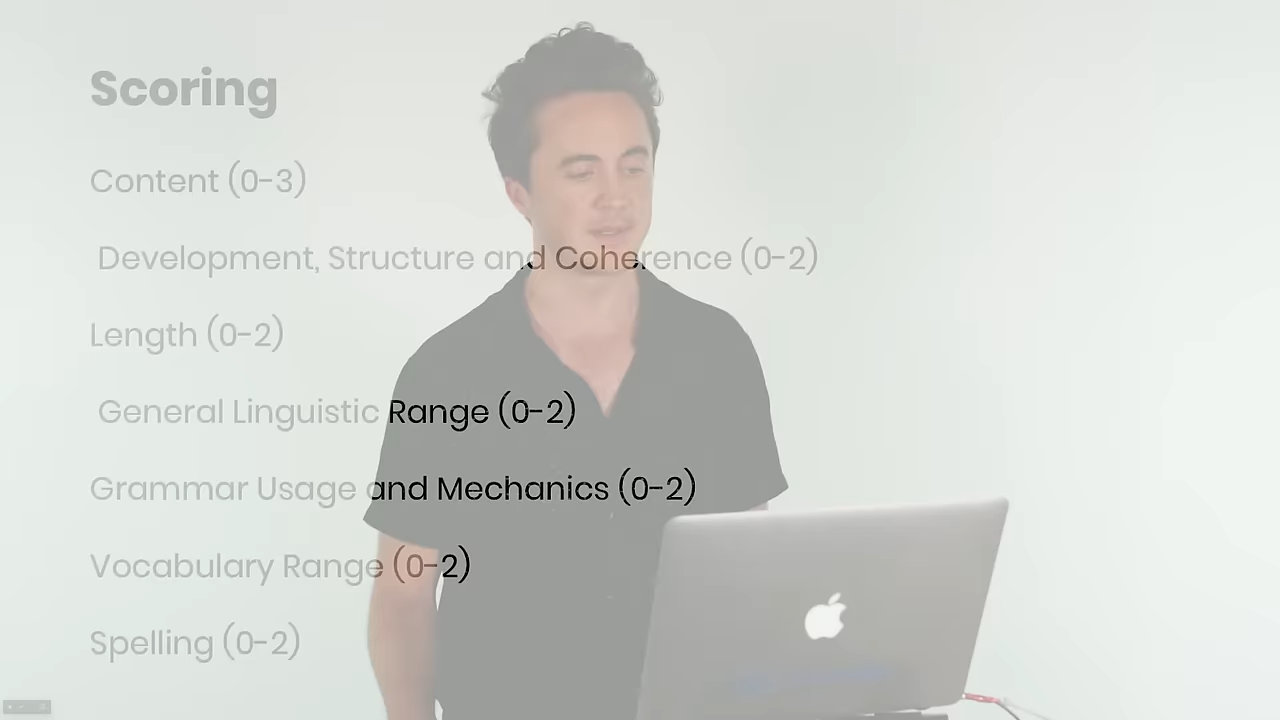 Scoring
Content (0-3)
Development, Structure and Coherence (0-2)
Length (0-2)
General Linguistic Range (0-2)
Grammar Usage and Mechanics (0-2)
Vocabulary Range (0-2)
Spelling (0-2)